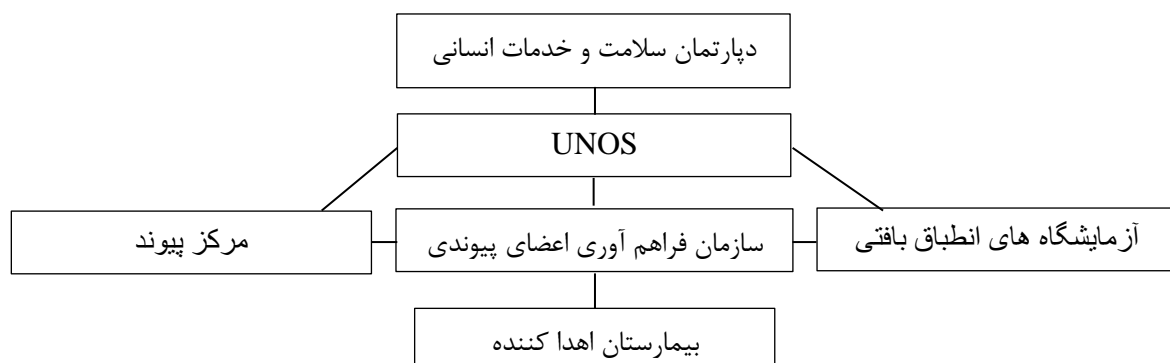 دپارتمان سلامت و خدمات انسانی
UNOS
آزمایشگاه های انطباق بافتی
سازمان فراهم آوری اعضای پیوندی
مرکز پیوند
بیمارستان اهدا کننده